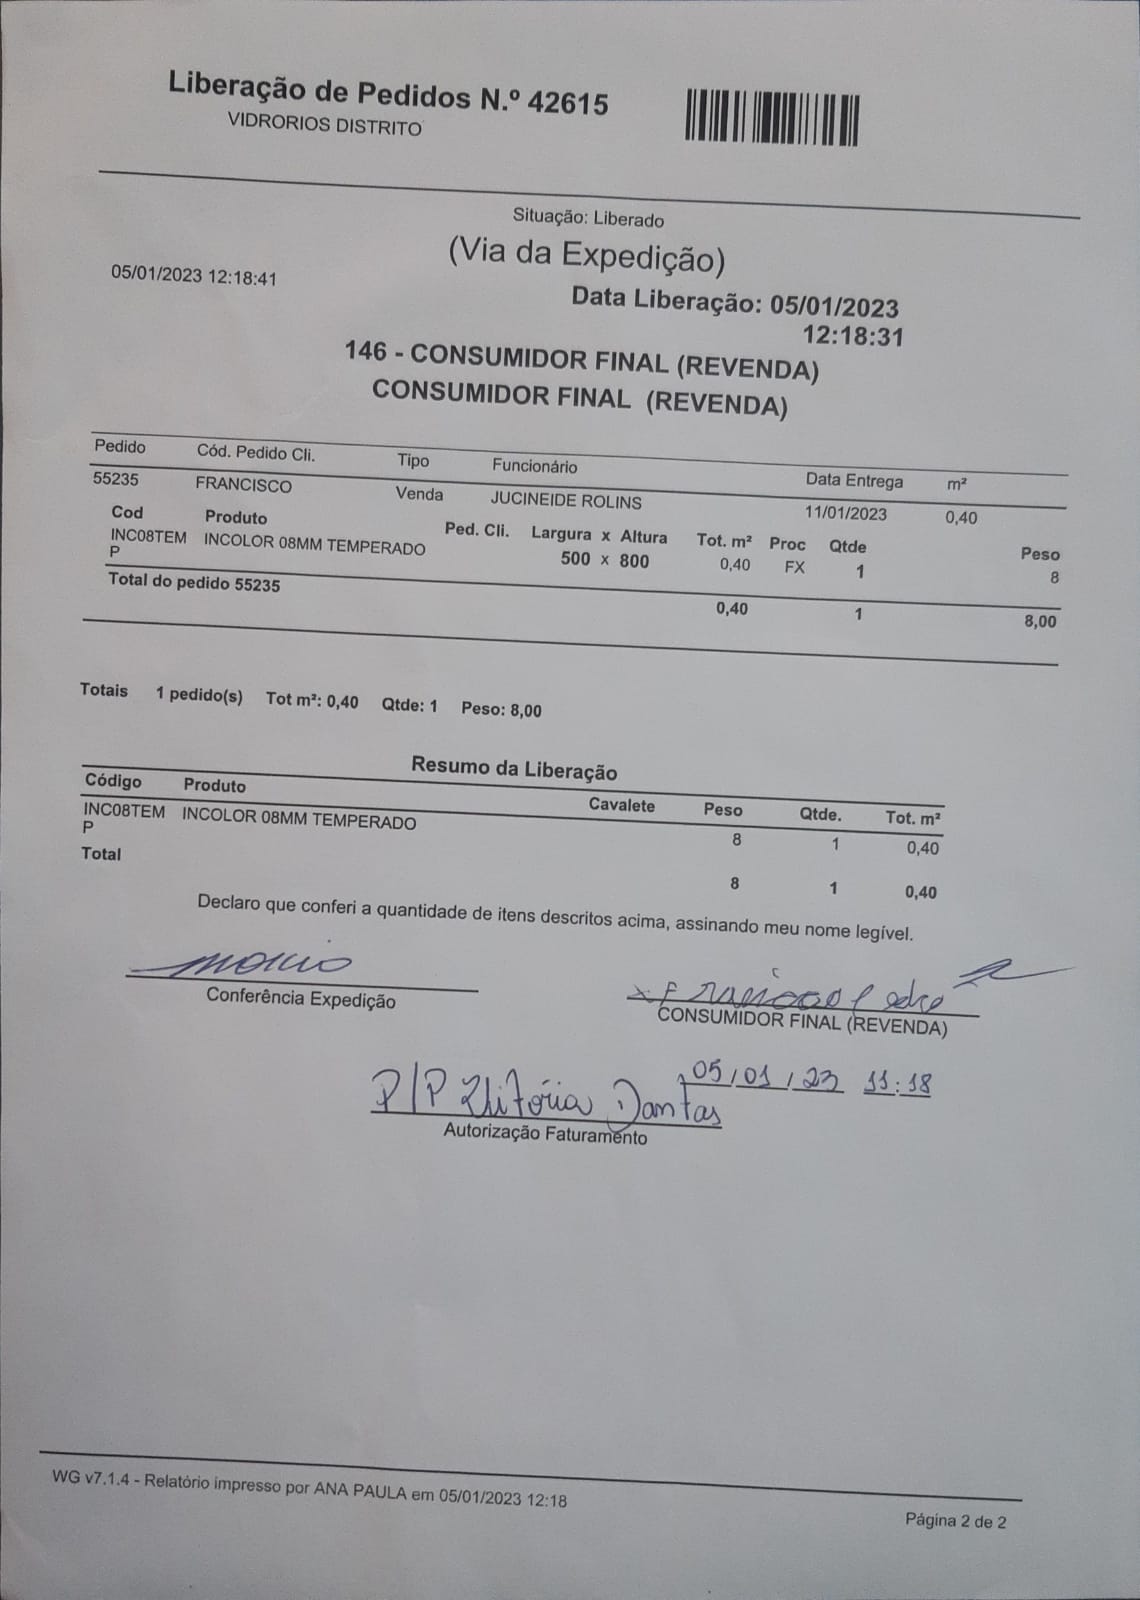 Liberação de Pedidos N.º 42615
VIDRORIOS DISTRITO
Situação: Liberado
(Via da Expedição)
05/01/2023 12:18:41
Data Liberação: 05/01/2023
12:18:31
146 - CONSUMIDOR FINAL (REVENDA)
CONSUMIDOR FINAL (REVENDA)
Pedido Cód. Pedido Cli. Tipo Funcionário Data Entrega m²
55235 FRANCISCO Venda JUCINEIDE ROLINS 11/01/2023 0,40
Cod Produto Ped. Cli. Largura x Altura Tot. m² Proc Qtde Peso
INC08TEM INCOLOR 08MM TEMPERADO 500 x 800 0,40 FX 1 8
P
Total do pedido 55235 0,40 1 8,00
Totais 1 pedido(s) Tot m²: 0,40 Qtde: 1 Peso: 8,00
Resumo da Liberação
Código Produto Cavalete Peso Qtde. Tot. m²
INC08TEM INCOLOR 08MM TEMPERADO 8 1 0,40
P
Total 8 1 0,40
Declaro que conferi a quantidade de itens descritos acima, assinando meu nome legível.
Conferência Expedição
CONSUMIDOR FINAL (REVENDA)
05/01/23 11:18
P/P Dantas
Autorização Faturamento
WG v7.1.4 - Relatório impresso por ANA PAULA em 05/01/2023 12:18
Página 2 de 2